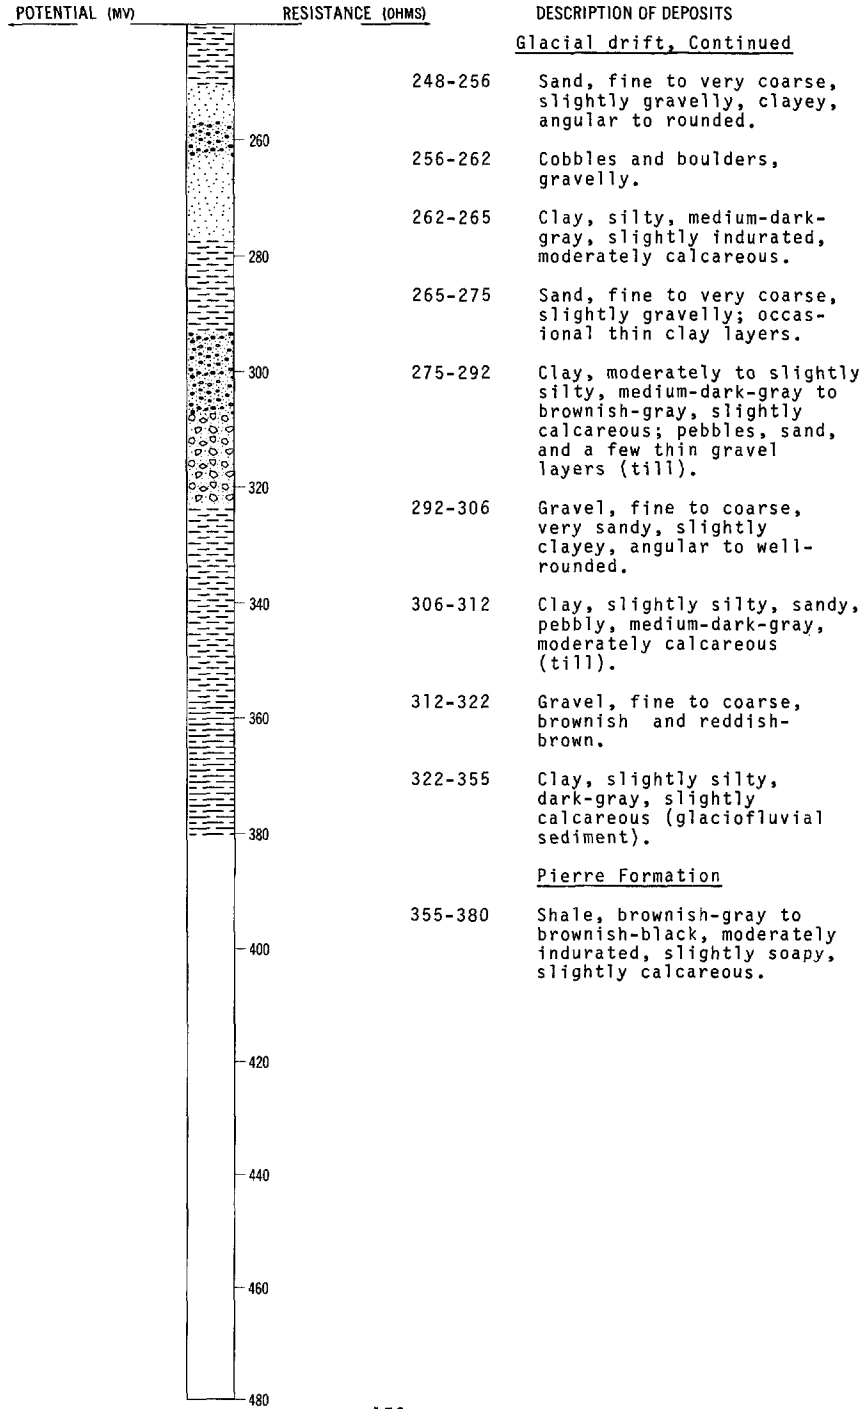 POTENTIAL (MV) RESISTANCE (OHMS) DESCRIPTION OF DEPOSITS
Glacial drift, Continued
248-256 Sand, fine to very coarse,
slightly gravelly, clayey,
angular to rounded.
256-262 Cobbles and boulders,
gravelly.
262-265 Clay, silty, medium-dark-
gray, slightly indurated,
moderately calcareous.
265-275 Sand, fine to very coarse,
slightly gravelly; occas-
ional thin clay layers.
275-292 Clay, moderately to slightly
silty, medium-dark-gray to
brownish-gray, slightly
calcareous; pebbles, sand,
and a few thin gravel
layers (till).
292-306 Gravel, fine to coarse,
very sandy, slightly
clayey, angular to well-
rounded.
306-312 Clay, slightly silty, sandy,
pebbly, medium-dark-gray,
moderately calcareous
(till).
312-322 Gravel, fine to coarse,
brownish and reddish-
brown.
322-355 Clay, slightly silty,
dark-gray, slightly
calcareous (glaciofluvial
sediment).
Pierre Formation
355-380 Shale, brownish-gray to
brownish-black, moderately
indurated, slightly soapy,
slightly calcareous.
260
280
300
320
340
360
380
400
420
440
460
480